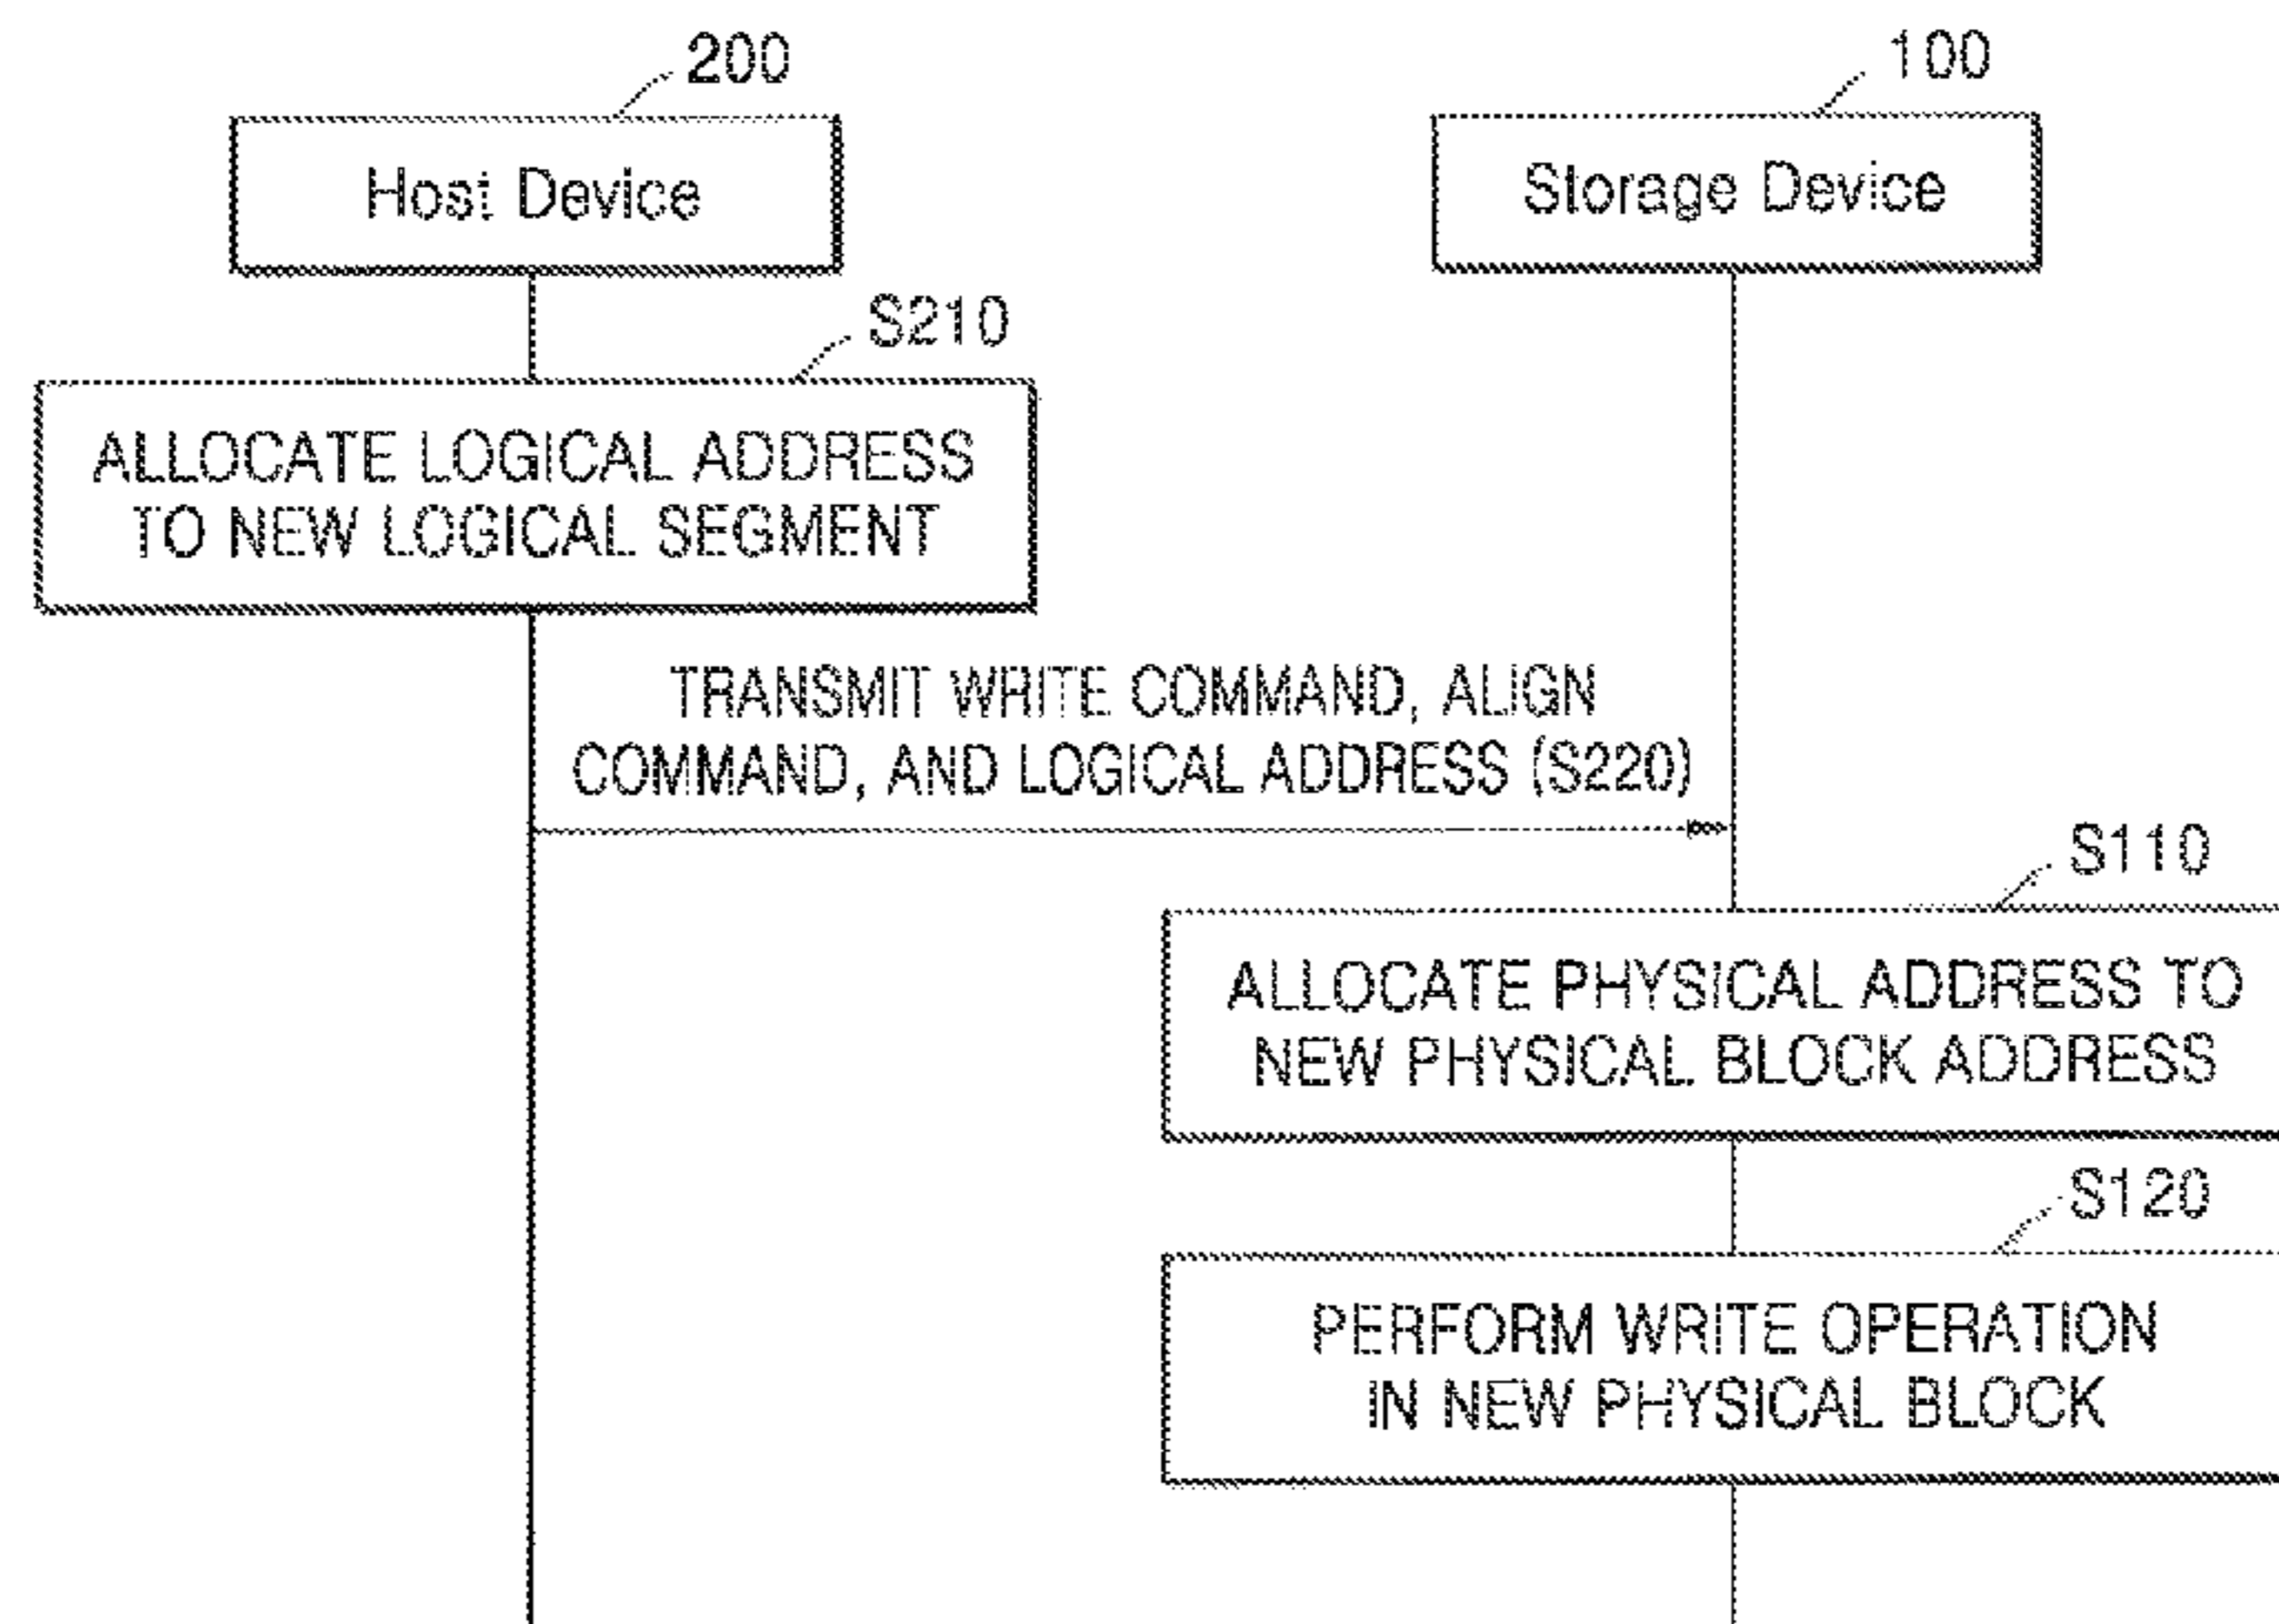 200
100
Host Device
Storage Device
S210
ALLOCATE LOGICAL ADDRESS
TO NEW LOGICAL SEGMENT
TRANSMIT WRITE COMMAND, ALIGN
COMMAND, AND LOGICAL ADDRESS (S220)
S110
ALLOCATE PHYSICAL ADDRESS TO
NEW PHYSICAL BLOCK ADDRESS
S120
PERFORM WRITE OPERATION
IN NEW PHYSICAL BLOCK